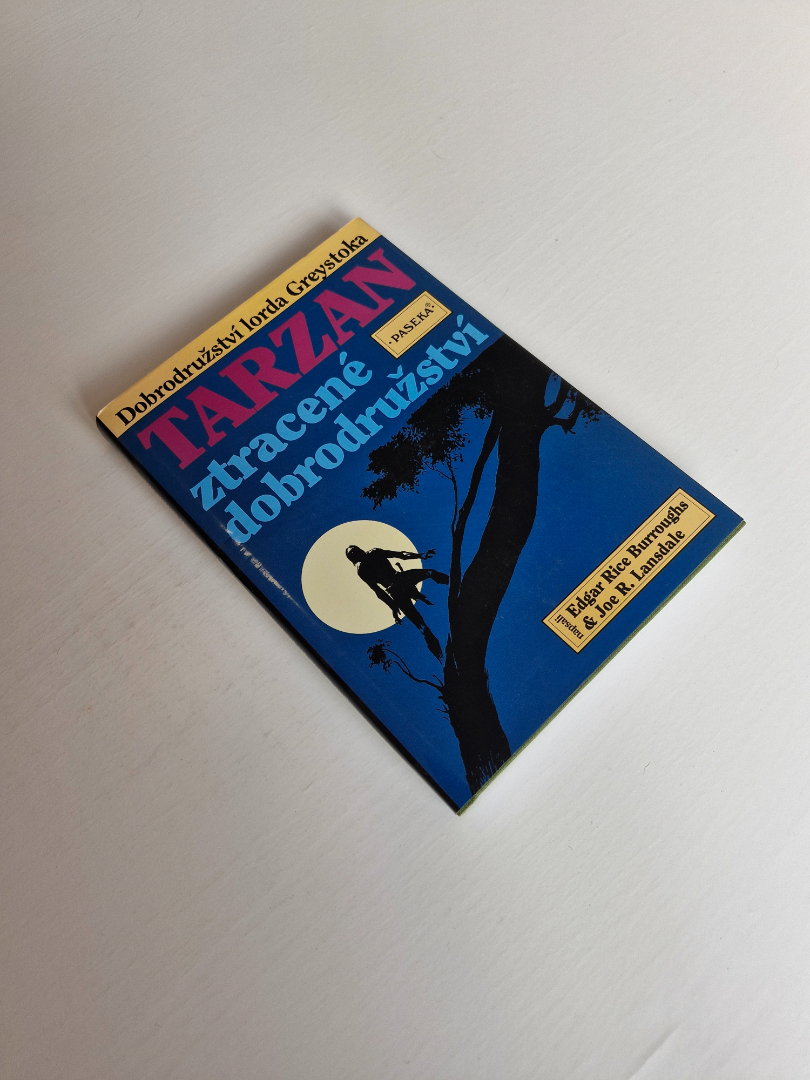 Dobrodružství lorda Greystoka
TARZAN
·PASEKA®·
ztracené
dobrodružství
napsali
Edgar Rice Burroughs
& Joe R. Lansdale